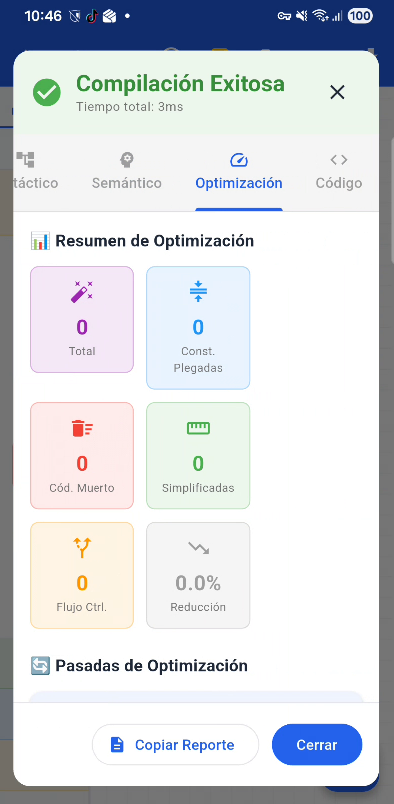 10:46
100
Compilación Exitosa
Tiempo total: 3ms
táctico
Semántico
Optimización
Código
Resumen de Optimización
0
Total
0
Const.
Plegadas
0
Cód. Muerto
0
Simplificadas
0
Flujo Ctrl.
0.0%
Reducción
Pasadas de Optimización
Copiar Reporte
Cerrar